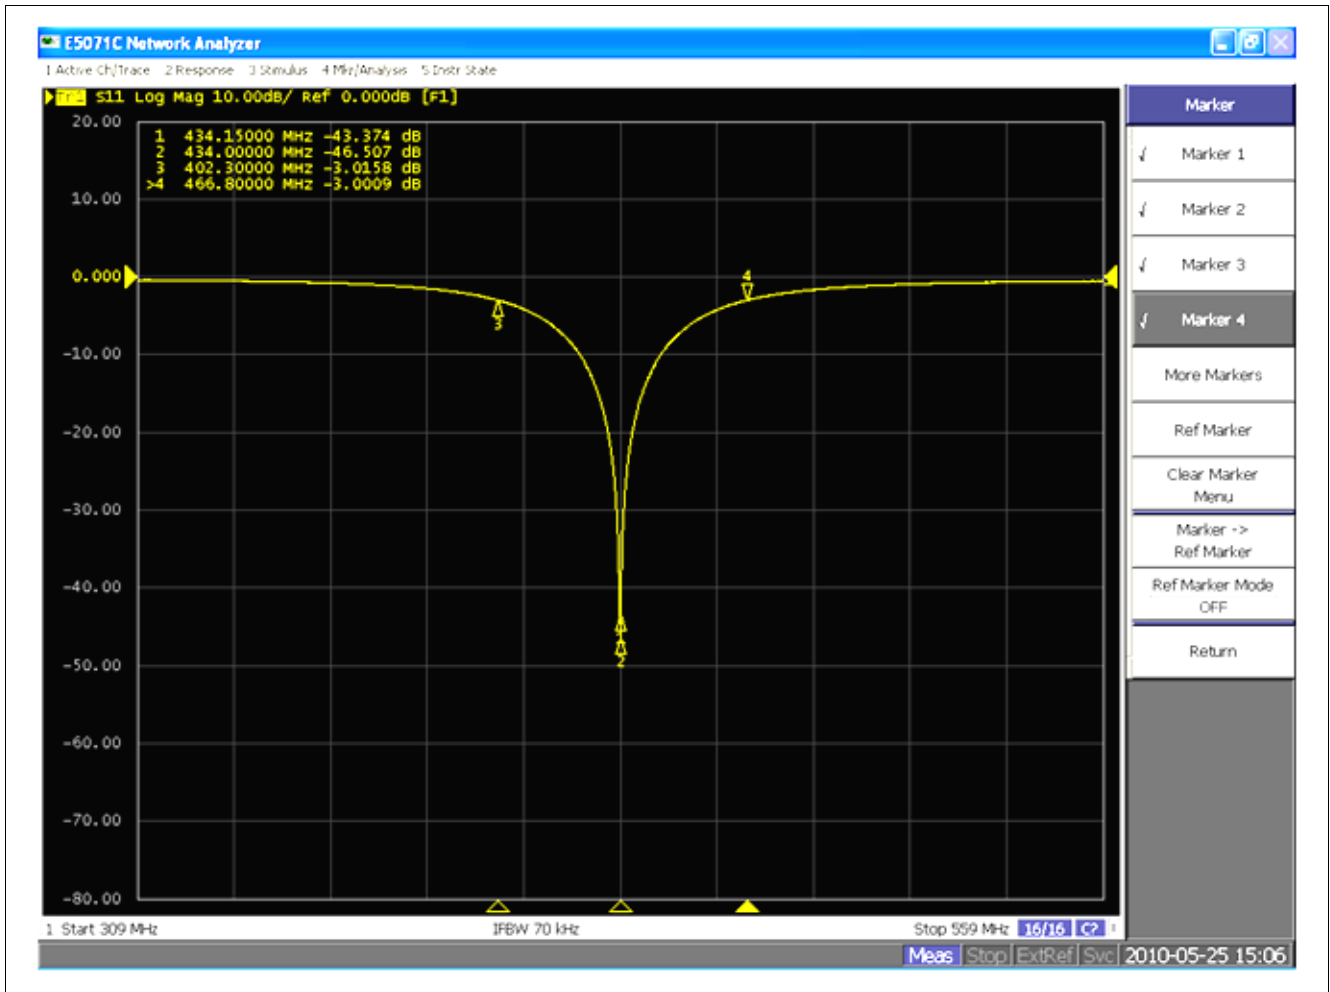 E5071C Network Analyzer
1 Active Ch/Trace 2 Response 3 Stimulus 4 Mkr/Analysis 5 Instr State
Tr1 S11 Log Mag 10.00dB/ Ref 0.000dB [F1]
20.00
1 434.15000 MHz -43.374 dB
2 434.00000 MHz -46.507 dB
3 402.30000 MHz -3.0158 dB
>4 466.80000 MHz -3.0009 dB
10.00
0.000
4
3
-10.00
-20.00
-30.00
-40.00
2
-50.00
-60.00
-70.00
-80.00
1 Start 309 MHz IFBW 70 kHz Stop 559 MHz 16/16 C?
Marker
√ Marker 1
√ Marker 2
√ Marker 3
√ Marker 4
More Markers
Ref Marker
Clear Marker
Menu
Marker ->
Ref Marker
Ref Marker Mode
OFF
Return
Meas Stop ExtRef Svc 2010-05-25 15:06